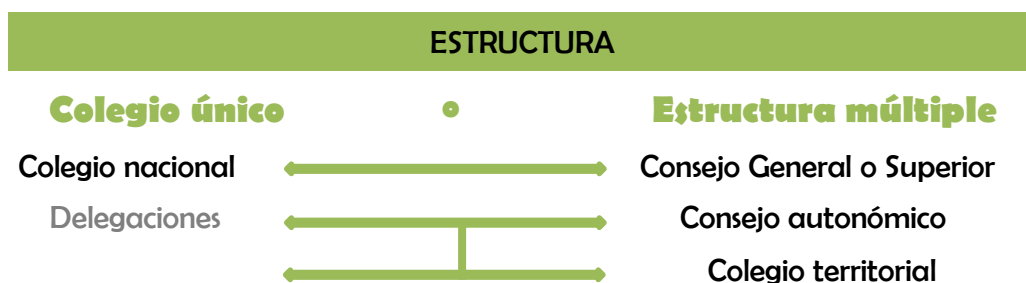 ESTRUCTURA
Colegio único o Estructura múltiple
Colegio nacional Consejo General o Superior
Delegaciones Consejo autonómico
Colegio territorial